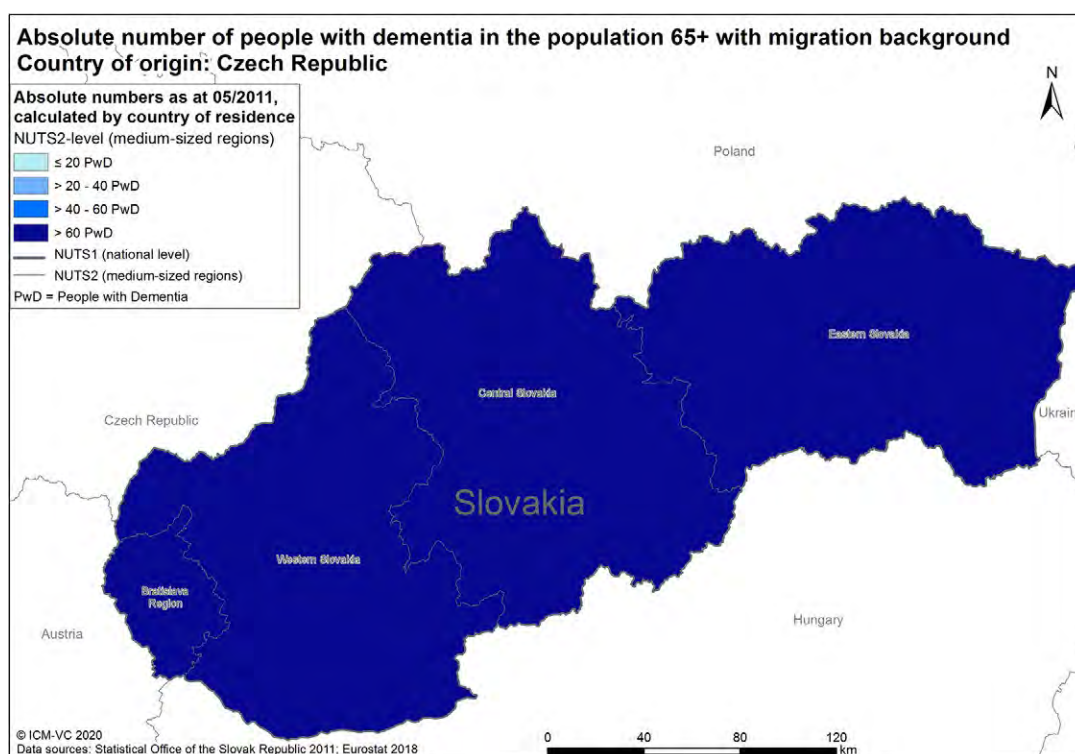 Absolute number of people with dementia in the population 65+ with migration background
Country of origin: Czech Republic
Absolute numbers as at 05/2011,
calculated by country of residence
NUTS2-level (medium-sized regions)
≤ 20 PwD
> 20 - 40 PwD
> 40 - 60 PwD
> 60 PwD
NUTS1 (national level)
NUTS2 (medium-sized regions)
PwD = People with Dementia
N
Poland
Eastern Slovakia
Central Slovakia
Czech Republic
Ukrain
Slovakia
Western Slovakia
Bratislava
Region
Austria
Hungary
© ICM-VC 2020
Data sources: Statistical Office of the Slovak Republic 2011; Eurostat 2018
0 40 80 120
km